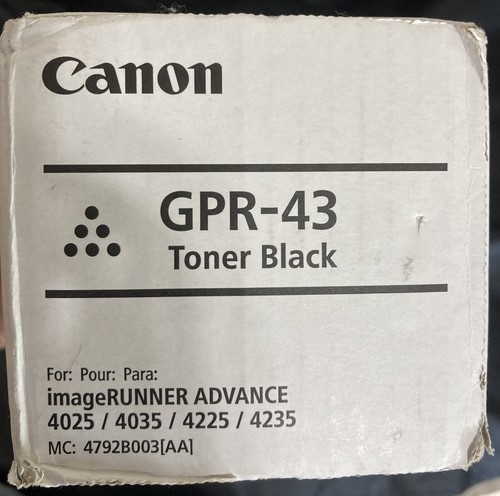 Canon
GPR-43
Toner Black
For: Pour: Para:
imageRUNNER ADVANCE
4025 / 4035 / 4225 / 4235
MC: 4792B003[AA]